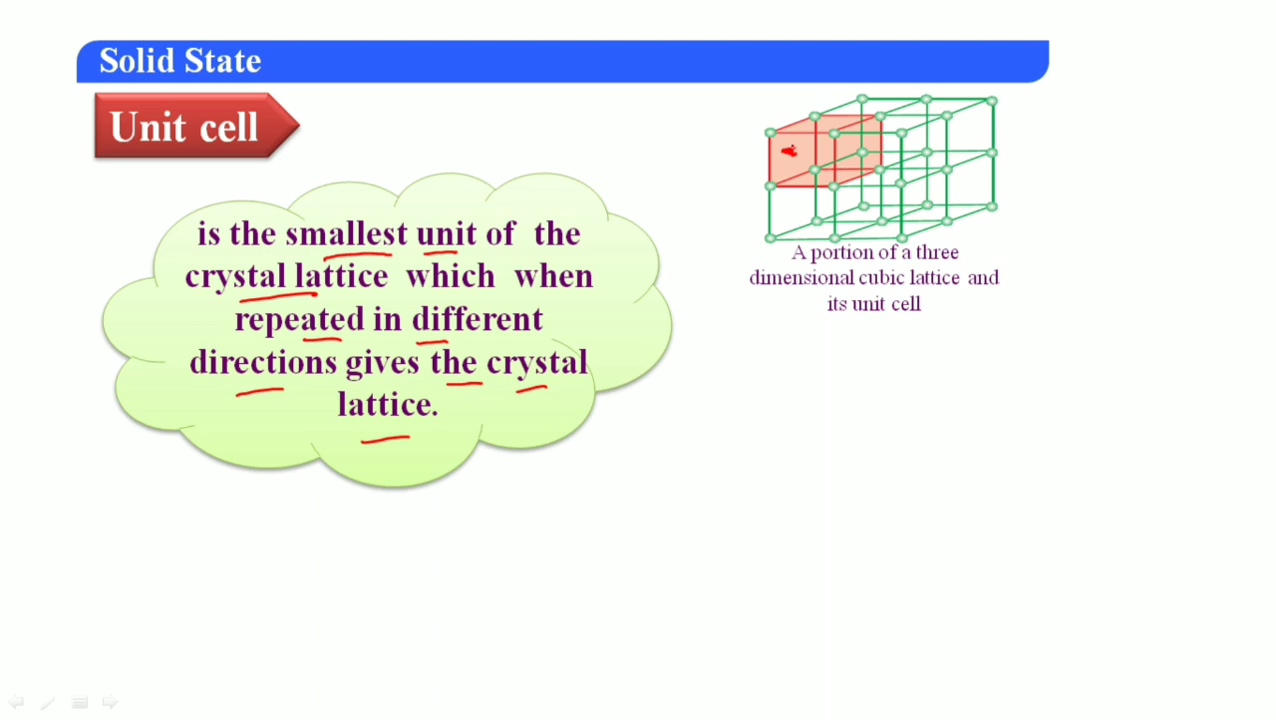 Solid State
Unit cell
is the smallest unit of the
crystal lattice which when
repeated in different
directions gives the crystal
lattice.
A portion of a three
dimensional cubic lattice and
its unit cell